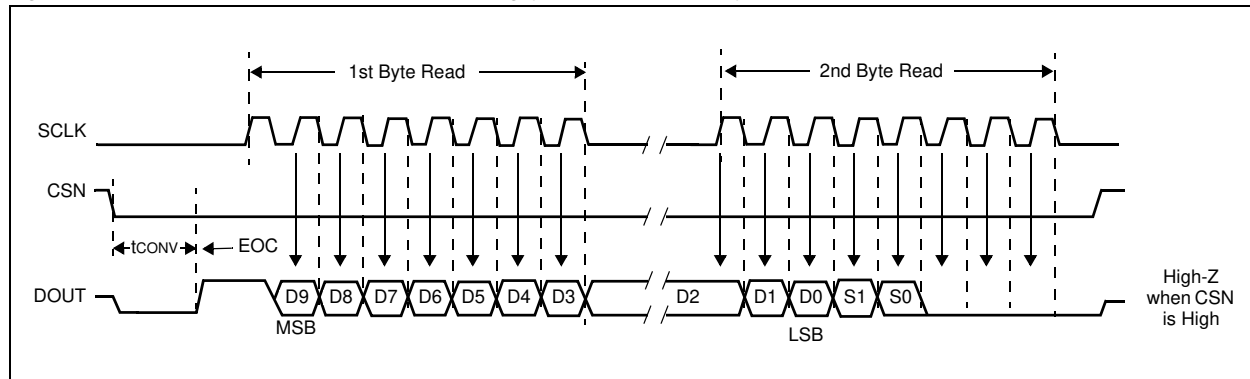 1st Byte Read
2nd Byte Read
SCLK
CSN
tCONV
EOC
DOUT
D9
D8
D7
D6
D5
D4
D3
D2
D1
D0
S1
S0
MSB
LSB
High-Z
when CSN
is High